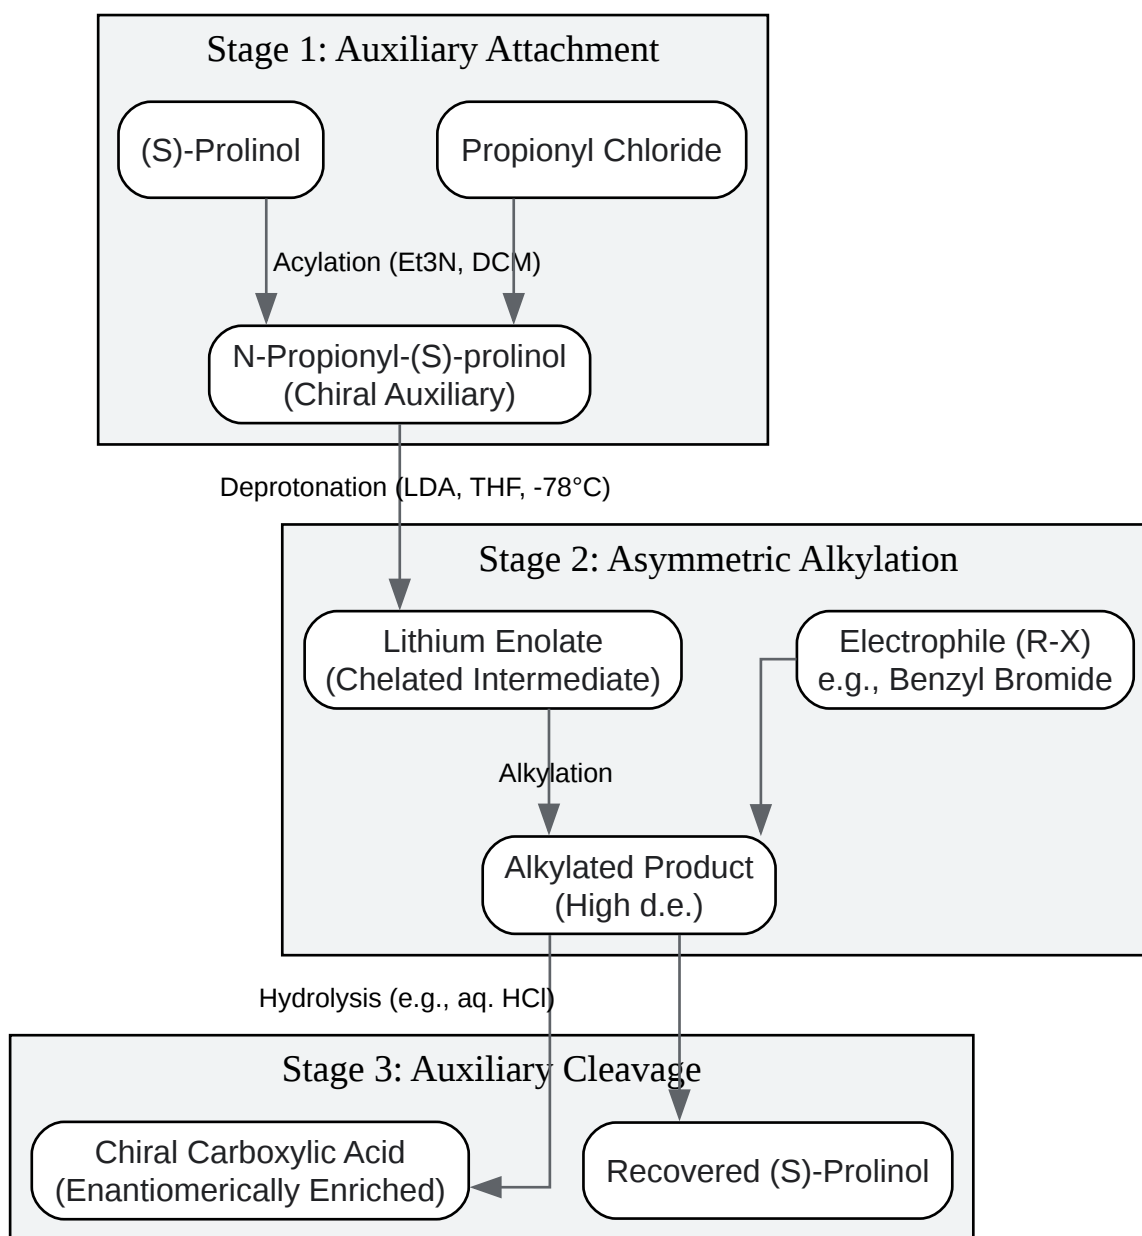 Stage 1: Auxiliary Attachment
(S)-Prolinol
Propionyl Chloride
Acylation (Et3N, DCM)
N-Propionyl-(S)-prolinol
(Chiral Auxiliary)
Deprotonation (LDA, THF, -78°C)
Stage 2: Asymmetric Alkylation
Lithium Enolate
(Chelated Intermediate)
Electrophile (R-X)
e.g., Benzyl Bromide
Alkylation
Alkylated Product
(High d.e.)
Hydrolysis (e.g., aq. HCl)
Stage 3: Auxiliary Cleavage
Chiral Carboxylic Acid
(Enantiomerically Enriched)
Recovered (S)-Prolinol